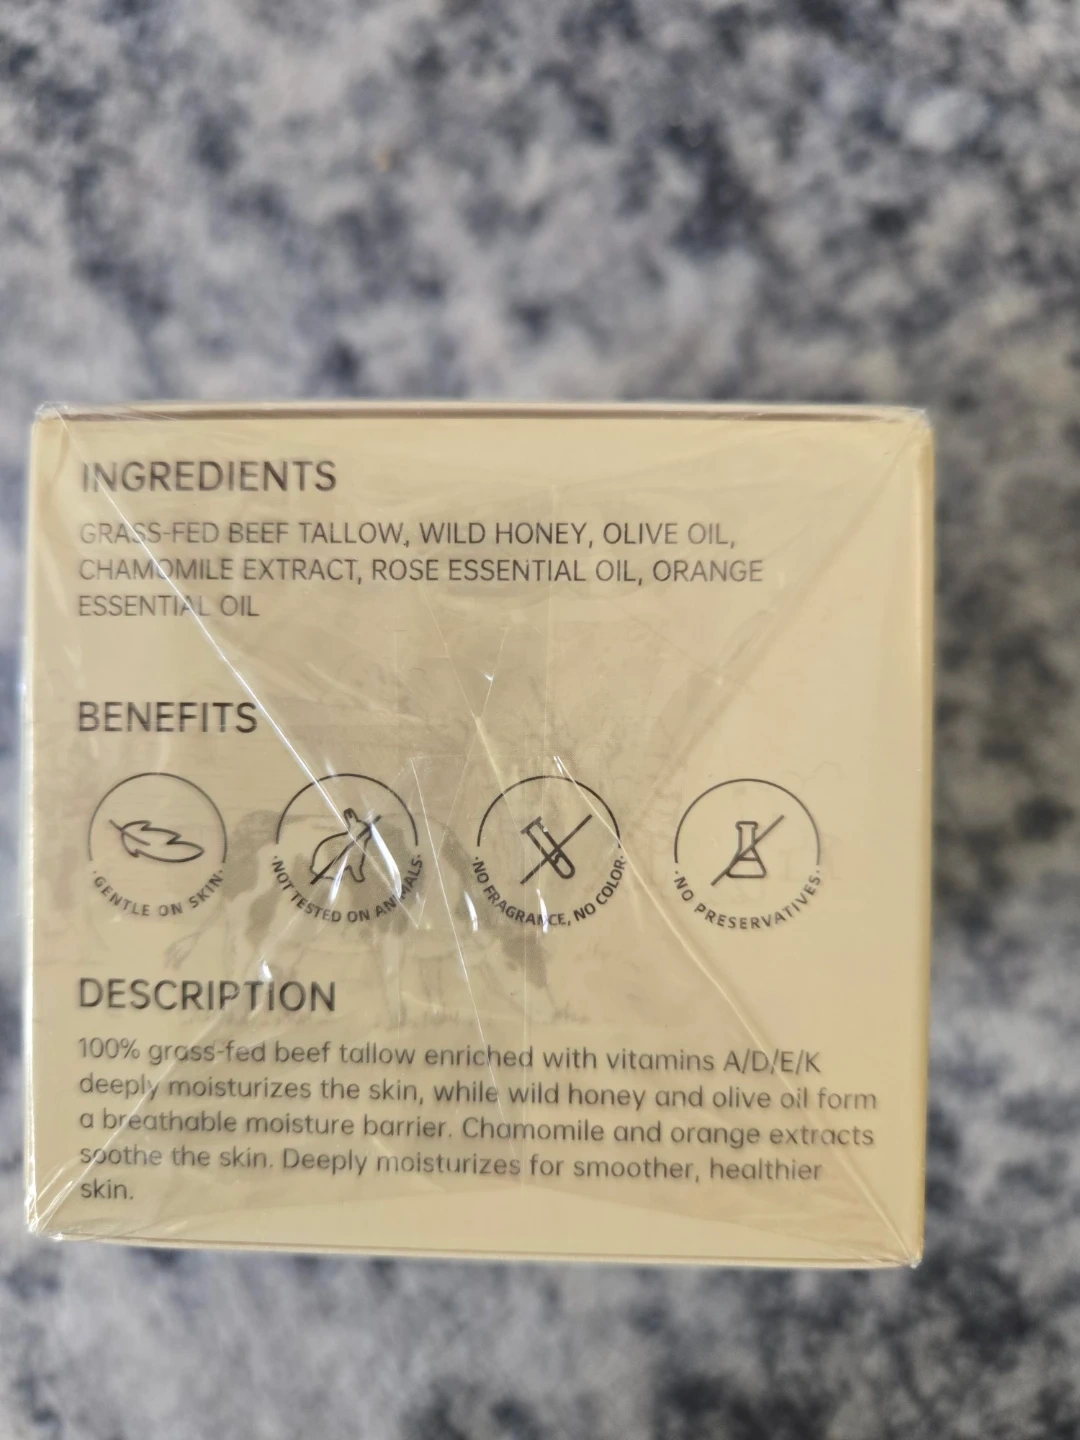 INGREDIENTS
GRASS-FED BEEF TALLOW, WILD HONEY, OLIVE OIL,
CHAMOMILE EXTRACT, ROSE ESSENTIAL OIL, ORANGE
ESSENTIAL OIL
BENEFITS
·GENTLE ON SKIN·
·NOT TESTED ON ANIMALS·
·NO FRAGRANCE, NO COLOR·
·NO PRESERVATIVES·
DESCRIPTION
100% grass-fed beef tallow enriched with vitamins A/D/E/K
deeply moisturizes the skin, while wild honey and olive oil form
a breathable moisture barrier. Chamomile and orange extracts
soothe the skin. Deeply moisturizes for smoother, healthier
skin.